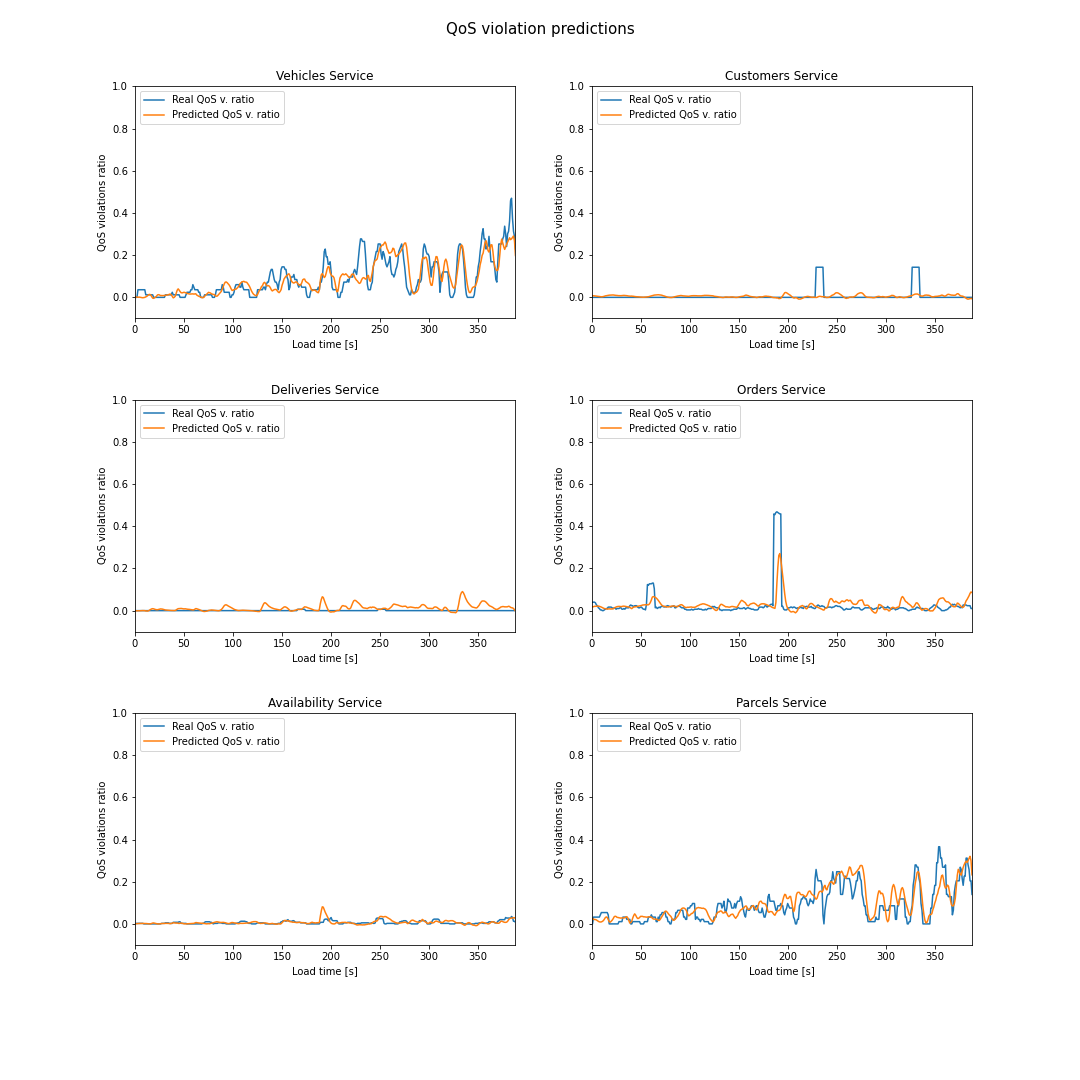 QoS violation predictions
Vehicles Service
Real QoS v. ratio
Predicted QoS v. ratio
1.0
0.8
0.6
0.4
0.2
0.0
QoS violations ratio
0 50 100 150 200 250 300 350
Load time [s]
Customers Service
Real QoS v. ratio
Predicted QoS v. ratio
1.0
0.8
0.6
0.4
0.2
0.0
QoS violations ratio
0 50 100 150 200 250 300 350
Load time [s]
Deliveries Service
Real QoS v. ratio
Predicted QoS v. ratio
1.0
0.8
0.6
0.4
0.2
0.0
QoS violations ratio
0 50 100 150 200 250 300 350
Load time [s]
Orders Service
Real QoS v. ratio
Predicted QoS v. ratio
1.0
0.8
0.6
0.4
0.2
0.0
QoS violations ratio
0 50 100 150 200 250 300 350
Load time [s]
Availability Service
Real QoS v. ratio
Predicted QoS v. ratio
1.0
0.8
0.6
0.4
0.2
0.0
QoS violations ratio
0 50 100 150 200 250 300 350
Load time [s]
Parcels Service
Real QoS v. ratio
Predicted QoS v. ratio
1.0
0.8
0.6
0.4
0.2
0.0
QoS violations ratio
0 50 100 150 200 250 300 350
Load time [s]